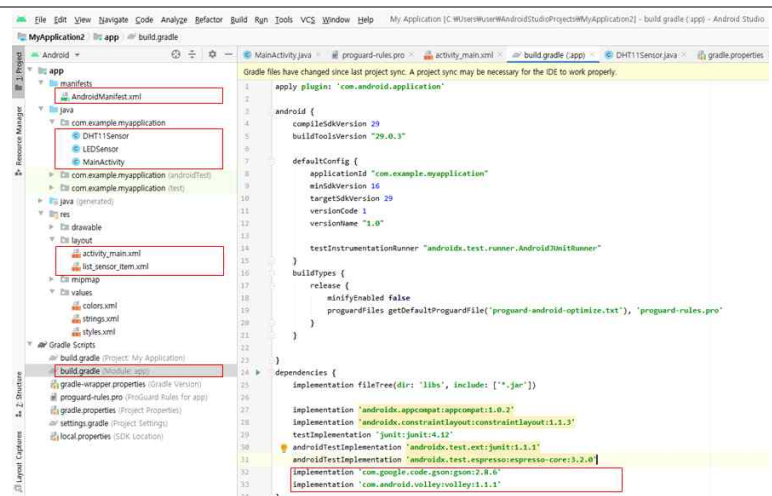 File Edit View Navigate Code Analyze Refactor Build Run Tools VCS Window Help My Application [C:\Users\user\AndroidStudioProjects\MyApplication2] - build.gradle (:app) - Android Studio
MyApplication2 app build.gradle
Android
MainActivity.java proguard-rules.pro activity_main.xml build.gradle (:app) DHT11Sensor.java gradle.properties
Gradle files have changed since last project sync. A project sync may be necessary for the IDE to work properly.
1: Project
Resource Manager
Z: Structure
Layout Captures
app
manifests
AndroidManifest.xml
java
com.example.myapplication
DHT11Sensor
LEDSensor
MainActivity
com.example.myapplication (androidTest)
com.example.myapplication (test)
java (generated)
res
drawable
layout
activity_main.xml
list_sensor_item.xml
mipmap
values
colors.xml
strings.xml
styles.xml
Gradle Scripts
build.gradle (Project: My Application)
build.gradle (Module: app)
gradle-wrapper.properties (Gradle Version)
proguard-rules.pro (ProGuard Rules for app)
gradle.properties (Project Properties)
settings.gradle (Project Settings)
local.properties (SDK Location)
1 apply plugin: 'com.android.application'
2
3 android {
4 compileSdkVersion 29
5 buildToolsVersion "29.0.3"
6
7 defaultConfig {
8 applicationId "com.example.myapplication"
9 minSdkVersion 16
10 targetSdkVersion 29
11 versionCode 1
12 versionName "1.0"
13
14 testInstrumentationRunner "androidx.test.runner.AndroidJUnitRunner"
15 }
16 buildTypes {
17 release {
18 minifyEnabled false
19 proguardFiles getDefaultProguardFile('proguard-android-optimize.txt'), 'proguard-rules.pro'
20 }
21 }
22
23 }
24 dependencies {
25 implementation fileTree(dir: 'libs', include: ['*.jar'])
26
27 implementation 'androidx.appcompat:appcompat:1.0.2'
28 implementation 'androidx.constraintlayout:constraintlayout:1.1.3'
29 testImplementation 'junit:junit:4.12'
30 androidTestImplementation 'androidx.test.ext:junit:1.1.1'
31 androidTestImplementation 'androidx.test.espresso:espresso-core:3.2.0'
32 implementation 'com.google.code.gson:gson:2.8.6'
33 implementation 'com.android.volley:volley:1.1.1'